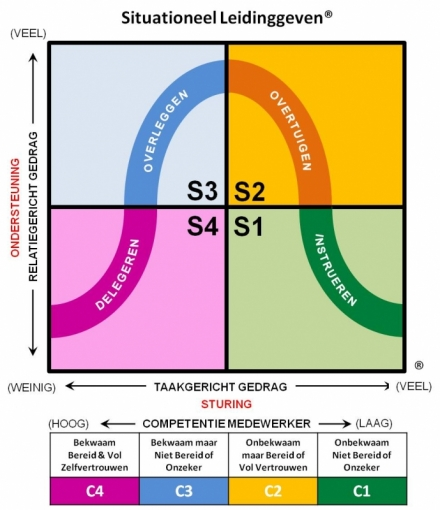 Situationeel Leidinggeven®
(VEEL)
ONDERSTEUNING
RELATIEGERICHT GEDRAG
OVERLEGGEN
OVERTUIGEN
S3
S2
S4
S1
DELEGEREN
INSTRUEREN
®
(WEINIG)
TAAKGERICHT GEDRAG
(VEEL)
STURING
(HOOG)
COMPETENTIE MEDEWERKER
(LAAG)
Bekwaam
Bereid & Vol
Zelfvertrouwen
Bekwaam maar
Niet Bereid of
Onzeker
Onbekwaam
maar Bereid of
Vol Vertrouwen
Onbekwaam
Niet Bereid of
Onzeker
C4
C3
C2
C1